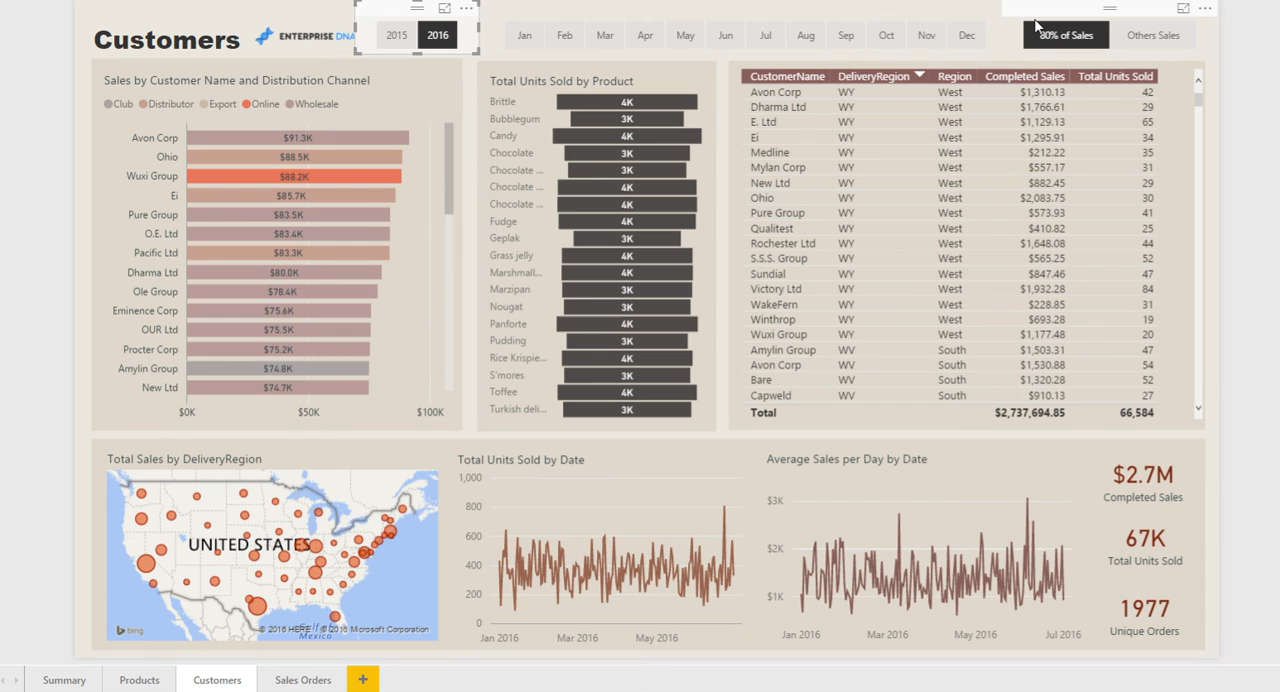 Customers
ENTERPRISE DNA
2015 2016
Jan Feb Mar Apr May Jun Jul Aug Sep Oct Nov Dec
80% of Sales Others Sales
Sales by Customer Name and Distribution Channel
Club Distributor Export Online Wholesale
Avon Corp $91.3K
Ohio $88.5K
Wuxi Group $88.2K
Ei $85.7K
Pure Group $83.5K
O.E. Ltd $83.4K
Pacific Ltd $83.3K
Dharma Ltd $80.0K
Ole Group $78.4K
Eminence Corp $75.6K
OUR Ltd $75.5K
Procter Corp $75.2K
Amylin Group $74.8K
New Ltd $74.7K
$0K $50K $100K
Total Units Sold by Product
Brittle 4K
Bubblegum 3K
Candy 4K
Chocolate 3K
Chocolate ... 3K
Chocolate ... 4K
Chocolate ... 4K
Fudge 4K
Geplak 3K
Grass jelly 4K
Marshmall... 4K
Marzipan 3K
Nougat 3K
Panforte 4K
Pudding 3K
Rice Krispie... 4K
S'mores 3K
Toffee 4K
Turkish deli... 3K
CustomerName DeliveryRegion Region Completed Sales Total Units Sold
Avon Corp WY West $1,310.13 42
Dharma Ltd WY West $1,766.61 29
E. Ltd WY West $1,129.13 65
Ei WY West $1,295.91 34
Medline WY West $212.22 35
Mylan Corp WY West $557.17 31
New Ltd WY West $882.45 29
Ohio WY West $2,083.75 30
Pure Group WY West $573.93 41
Qualitest WY West $410.82 25
Rochester Ltd WY West $1,648.08 44
S.S.S. Group WY West $565.25 52
Sundial WY West $847.46 47
Victory Ltd WY West $1,932.28 84
WakeFern WY West $228.85 31
Winthrop WY West $693.28 19
Wuxi Group WY West $1,177.48 20
Amylin Group WV South $1,503.31 47
Avon Corp WV South $1,530.88 54
Bare WV South $1,320.28 52
Capweld WV South $910.13 27
Total $2,737,694.85 66,584
Total Sales by DeliveryRegion
UNITED STATES
Gulf of
Mexico
bing
© 2016 HERE © 2016 Microsoft Corporation
Total Units Sold by Date
1,000
800
600
400
200
0
Jan 2016 Mar 2016 May 2016
Average Sales per Day by Date
$3K
$2K
$1K
Jan 2016 Mar 2016 May 2016 Jul 2016
$2.7M
Completed Sales
67K
Total Units Sold
1977
Unique Orders
Summary Products Customers Sales Orders +